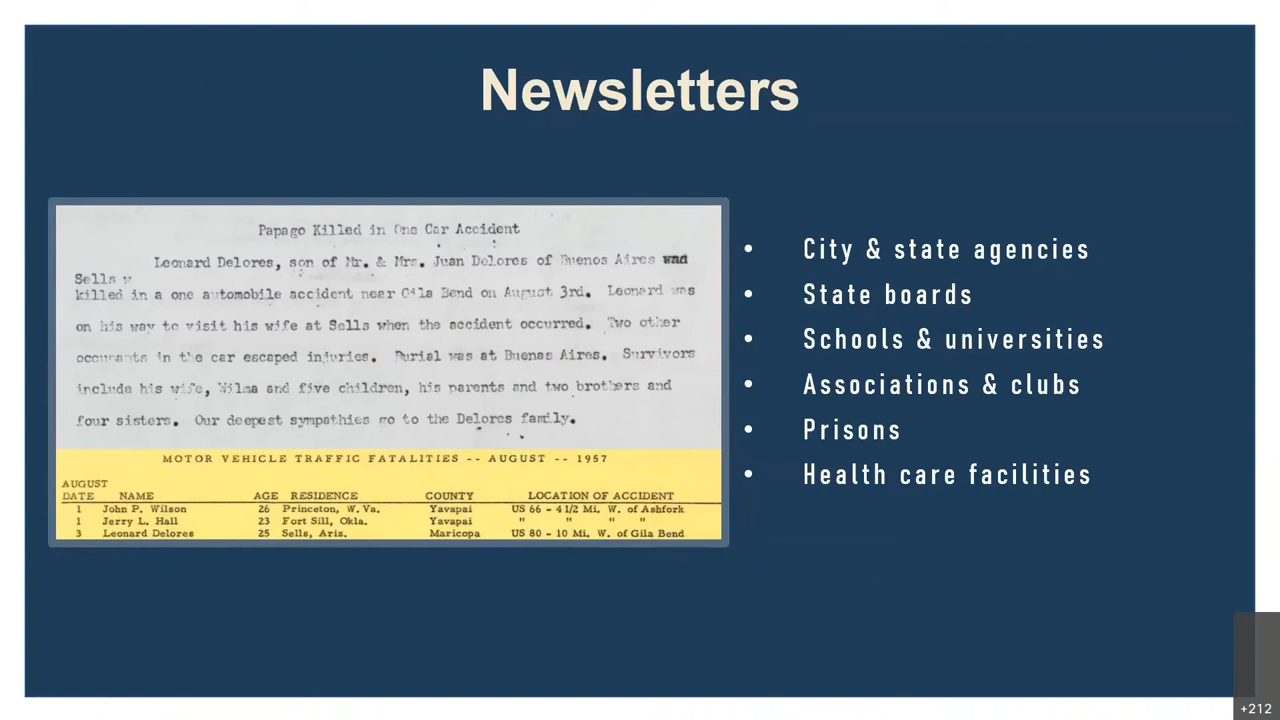 Newsletters
Papago Killed in One Car Accident
Leonard Delores, son of Mr. & Mrs. Juan Delores of Buenos Aires was
Sells
killed in a one automobile accident near Gila Bend on August 3rd. Leonard was
on his way to visit his wife at Sells when the accident occurred. Two other
occupants in the car escaped injuries. Burial was at Buenas Aires. Survivors
include his wife, Wilma and five children, his parents and two brothers and
four sisters. Our deepest sympathies go to the Delores family.
MOTOR VEHICLE TRAFFIC FATALITIES -- AUGUST -- 1957
AUGUST
DATE NAME AGE RESIDENCE COUNTY LOCATION OF ACCIDENT
1 John P. Wilson 26 Princeton, W. Va. Yavapai US 66 - 4 1/2 Mi. W. of Ashfork
1 Jerry L. Hall 23 Fort Sill, Okla. Yavapai " " " "
3 Leonard Delores 25 Sells, Ariz. Maricopa US 80 - 10 Mi. W. of Gila Bend
• City & state agencies
• State boards
• Schools & universities
• Associations & clubs
• Prisons
• Health care facilities
+212